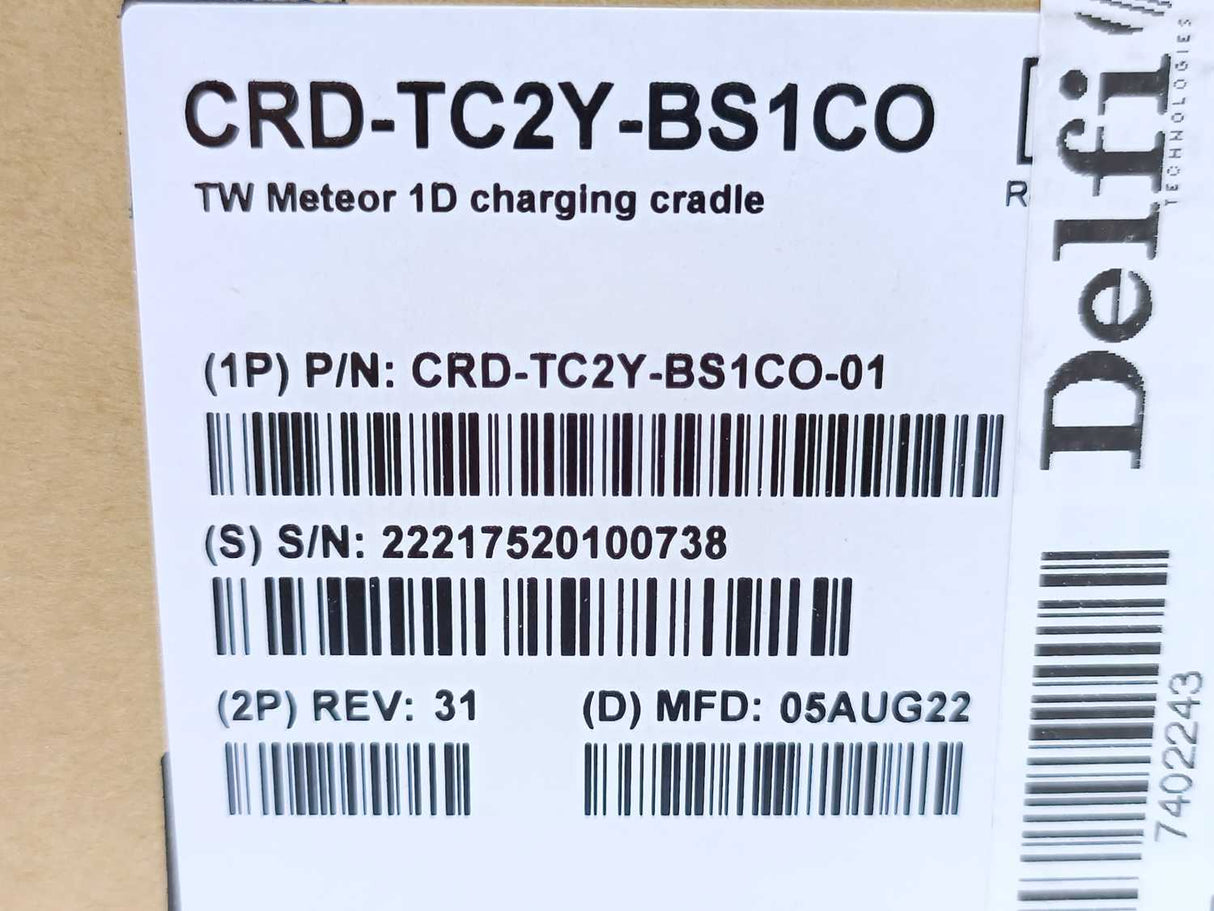 CRD-TC2Y-BS1CO
TW Meteor 1D charging cradle
R
(1P) P/N: CRD-TC2Y-BS1CO-01
(S) S/N: 22217520100738
(2P) REV: 31
(D) MFD: 05AUG22
Delfi
TECHNOLOGIES
7402243